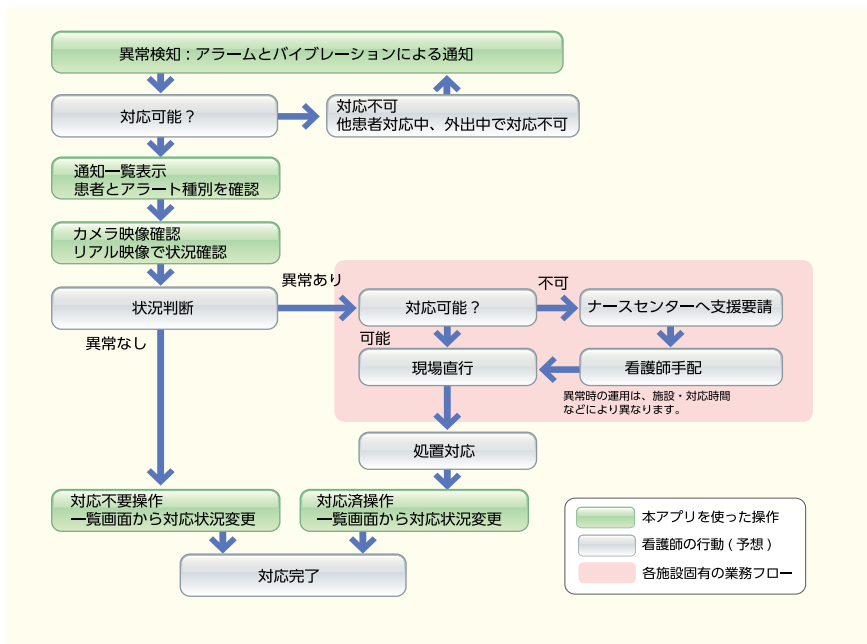 異常検知：アラームとバイブレーションによる通知
対応可能？
対応不可
他患者対応中、外出中で対応不可
通知一覧表示
患者とアラート種別を確認
カメラ映像確認
リアル映像で状況確認
異常あり
状況判断
対応可能？
不可
ナースセンターへ支援要請
異常なし
可能
現場直行
看護師手配
異常時の運用は、施設・対応時間
などにより異なります。
処置対応
対応不要操作
一覧画面から対応状況変更
対応済操作
一覧画面から対応状況変更
対応完了
本アプリを使った操作
看護師の行動(予想)
各施設固有の業務フロー